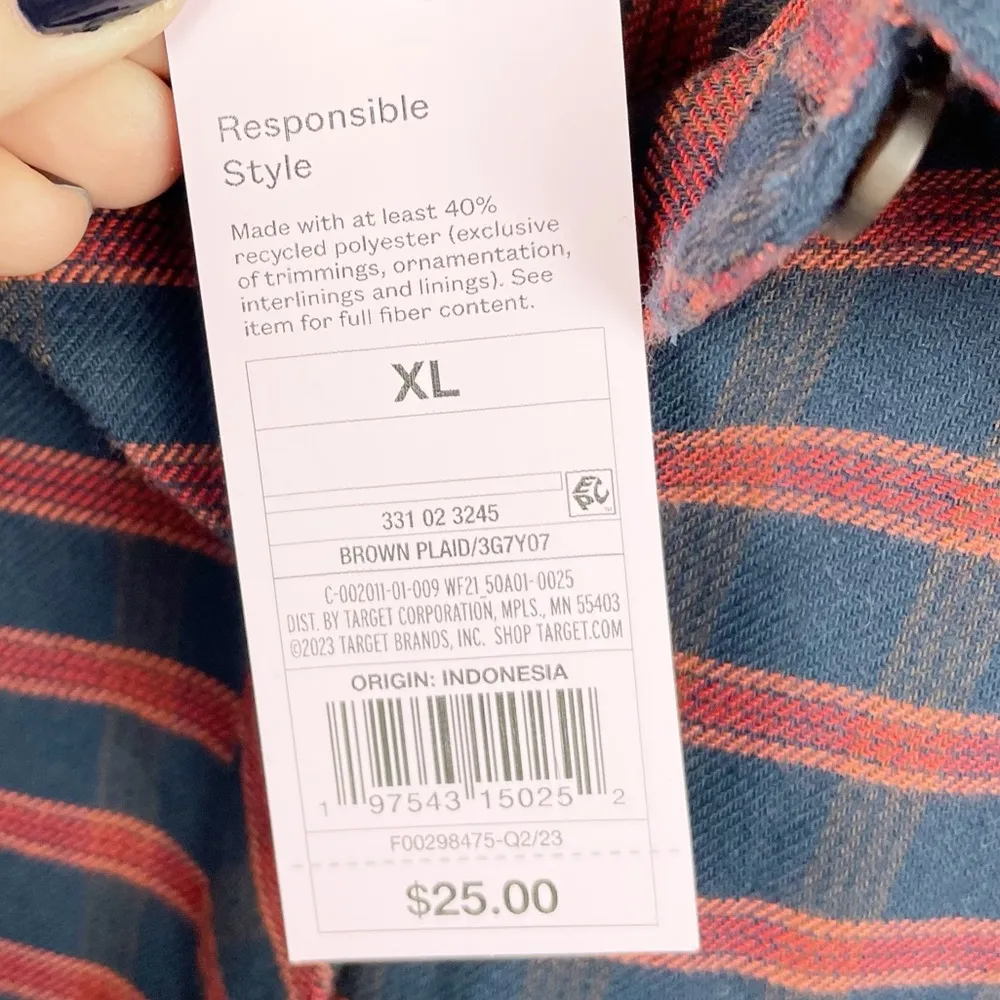 Responsible
Style
Made with at least 40%
recycled polyester (exclusive
of trimmings, ornamentation,
interlinings and linings). See
item for full fiber content.
XL
EPC
331 02 3245
BROWN PLAID/3G7Y07
C-002011-01-009 WF21_50A01-0025
DIST. BY TARGET CORPORATION, MPLS., MN 55403
©2023 TARGET BRANDS, INC. SHOP TARGET.COM
ORIGIN: INDONESIA
1 97543 15025 2
F00298475-Q2/23
$25.00